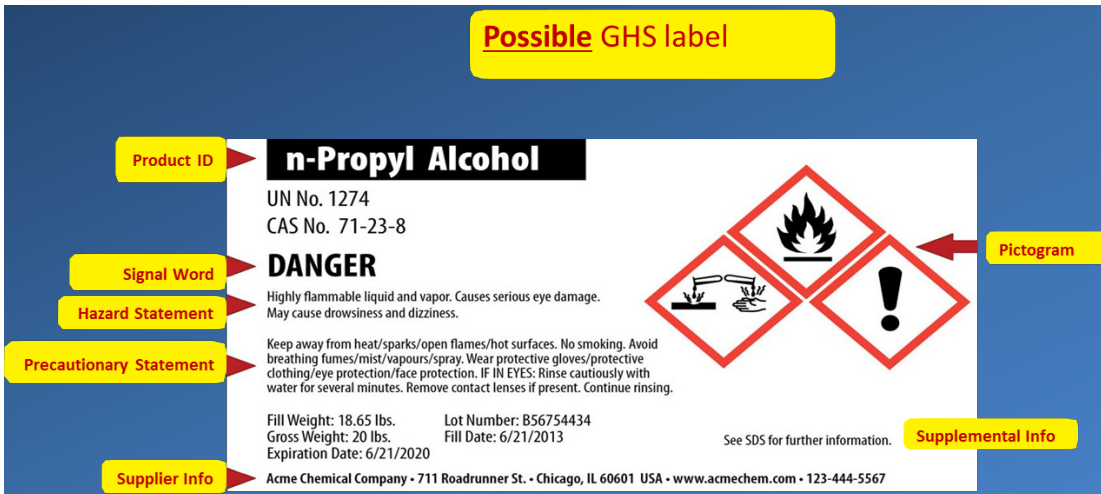 Possible GHS label
Product ID
n-Propyl Alcohol
UN No. 1274
CAS No. 71-23-8
Signal Word
DANGER
Pictogram
Hazard Statement
Highly flammable liquid and vapor. Causes serious eye damage.
May cause drowsiness and dizziness.
Precautionary Statement
Keep away from heat/sparks/open flames/hot surfaces. No smoking. Avoid
breathing fumes/mist/vapours/spray. Wear protective gloves/protective
clothing/eye protection/face protection. IF IN EYES: Rinse cautiously with
water for several minutes. Remove contact lenses if present. Continue rinsing.
Fill Weight: 18.65 lbs. Lot Number: B56754434
Gross Weight: 20 lbs. Fill Date: 6/21/2013
Expiration Date: 6/21/2020
See SDS for further information.
Supplemental Info
Supplier Info
Acme Chemical Company • 711 Roadrunner St. • Chicago, IL 60601 USA • www.acmechem.com • 123-444-5567